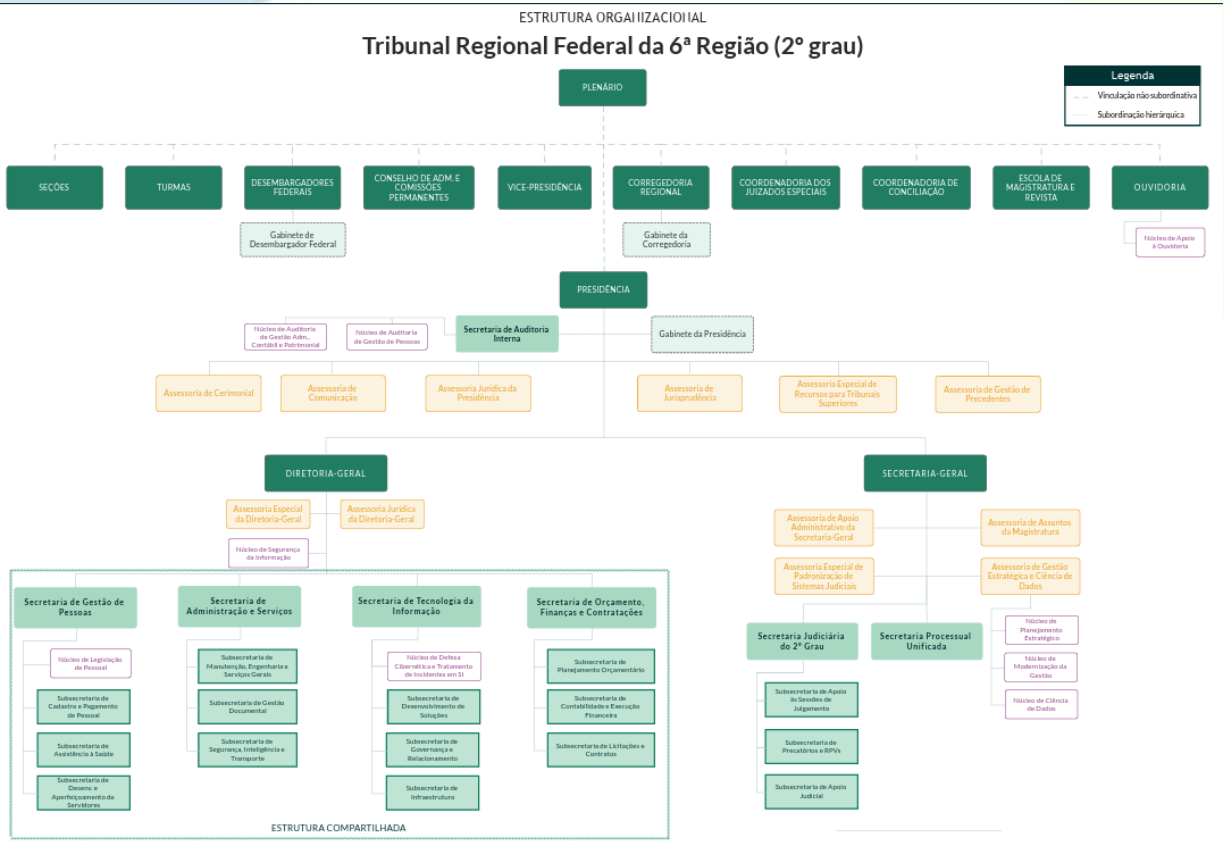 ESTRUTURA ORGANIZACIONAL
Tribunal Regional Federal da 6ª Região (2º grau)
Legenda
Vinculação não subordinativa
Subordinação hierárquica
PLENÁRIO
SEÇÕES
TURMAS
DESEMBARGADORES
FEDERAIS
CONSELHO DE ADM. E
COMISSÕES
PERMANENTES
VICE-PRESIDÊNCIA
CORREGEDORIA
REGIONAL
COORDENADORIA DOS
JUIZADOS ESPECIAIS
COORDENADORIA DE
CONCILIAÇÃO
ESCOLA DE
MAGISTRATURA E
REVISTA
OUVIDORIA
Gabinete de
Desembargador Federal
Gabinete da
Corregedoria
Núcleo de Apoio
à Ouvidoria
PRESIDÊNCIA
Núcleo de Auditoria
de Gestão Adm.,
Contábil e Patrimonial
Núcleo de Auditoria
de Gestão de Pessoas
Secretaria de Auditoria
Interna
Gabinete da Presidência
Assessoria de Cerimonial
Assessoria de
Comunicação
Assessoria Jurídica da
Presidência
Assessoria de
Jurisprudência
Assessoria Especial de
Recursos para Tribunais
Superiores
Assessoria de Gestão de
Precedentes
DIRETORIA-GERAL
SECRETARIA-GERAL
Assessoria Especial
da Diretoria-Geral
Assessoria Jurídica
da Diretoria-Geral
Núcleo de Segurança
da Informação
Assessoria de Apoio
Administrativo da
Secretaria-Geral
Assessoria de Assuntos
da Magistratura
Assessoria Especial de
Padronização de
Sistemas Judiciais
Assessoria de Gestão
Estratégica e Ciência de
Dados
Secretaria de Gestão de
Pessoas
Secretaria de
Administração e Serviços
Secretaria de Tecnologia da
Informação
Secretaria de Orçamento,
Finanças e Contratações
Núcleo de Legislação
de Pessoal
Subsecretaria de
Cadastro e Pagamento
de Pessoal
Subsecretaria de
Assistência à Saúde
Subsecretaria de
Desenv. e
Aperfeiçoamento de
Servidores
Subsecretaria de
Manutenção, Engenharia e
Serviços Gerais
Subsecretaria de Gestão
Documental
Subsecretaria de
Segurança, Inteligência e
Transporte
Núcleo de Defesa
Cibernética e Tratamento
de Incidentes em SI
Subsecretaria de
Desenvolvimento de
Soluções
Subsecretaria de
Governança e
Relacionamento
Subsecretaria de
Infraestrutura
Subsecretaria de
Planejamento Orçamentário
Subsecretaria de
Contabilidade e Execução
Financeira
Subsecretaria de Licitações e
Contratos
Secretaria Judiciária
do 2º Grau
Secretaria Processual
Unificada
Núcleo de
Planejamento
Estratégico
Núcleo de
Modernização da
Gestão
Núcleo de Ciência
de Dados
Subsecretaria de Apoio
às Sessões de
Julgamento
Subsecretaria de
Precatórios e RPVs
Subsecretaria de Apoio
Judicial
ESTRUTURA COMPARTILHADA